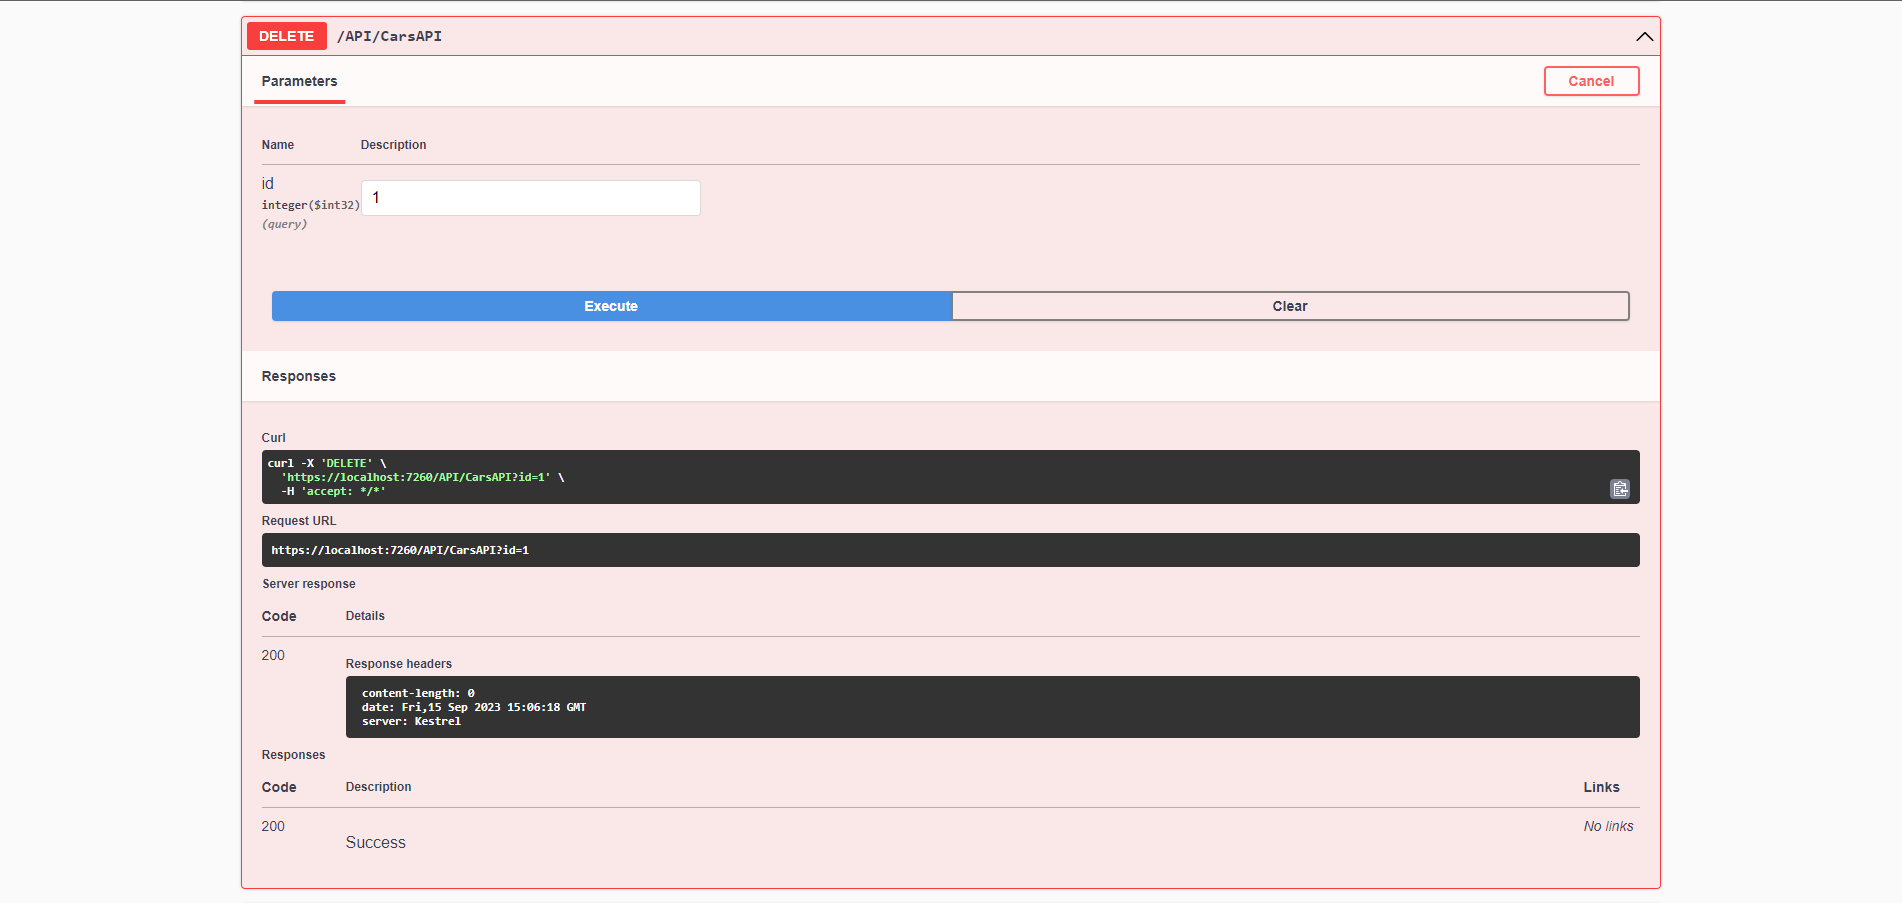 DELETE /API/CarsAPI
Parameters Cancel
Name Description
id
integer($int32)
(query)
1
Execute Clear
Responses
Curl
curl -X 'DELETE' \
'https://localhost:7260/API/CarsAPI?id=1' \
-H 'accept: */*'
Request URL
https://localhost:7260/API/CarsAPI?id=1
Server response
Code Details
200
Response headers
content-length: 0
date: Fri,15 Sep 2023 15:06:18 GMT
server: Kestrel
Responses
Code Description Links
200 No links
Success